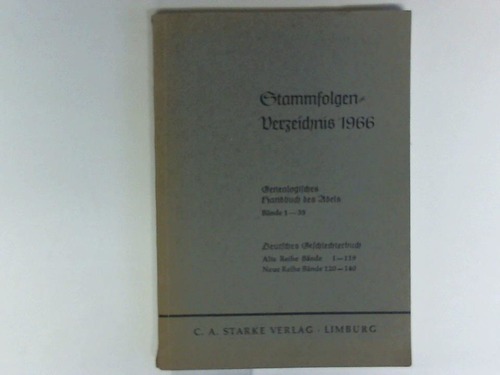 Stammfolgen-
Verzeichnis 1966
Genealogisches
Handbuch des Adels
Bände 1—
Deutsches Geschlechterbuch
Alte Reihe Bände 1—119
Neue Reihe Bände 120—140
C. A. STARKE VERLAG · LIMBURG